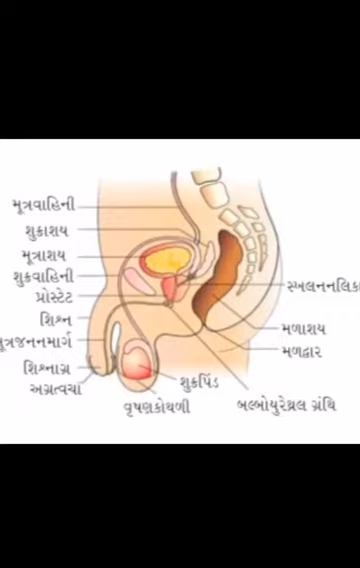 મૂત્રવાહિની
શુક્રાશય
મૂત્રાશય
શુક્રવાહિની
પ્રોસ્ટેટ
સ્ખલનનલિકા
શિશ્ન
મૂત્રજનનમાર્ગ
મળાશય
મળદ્વાર
શિશ્નાગ્ર
અગ્રત્વચા
શુક્રપિંડ
વૃષણકોથળી
બલ્બોયુરેથ્રલ ગ્રંથિ